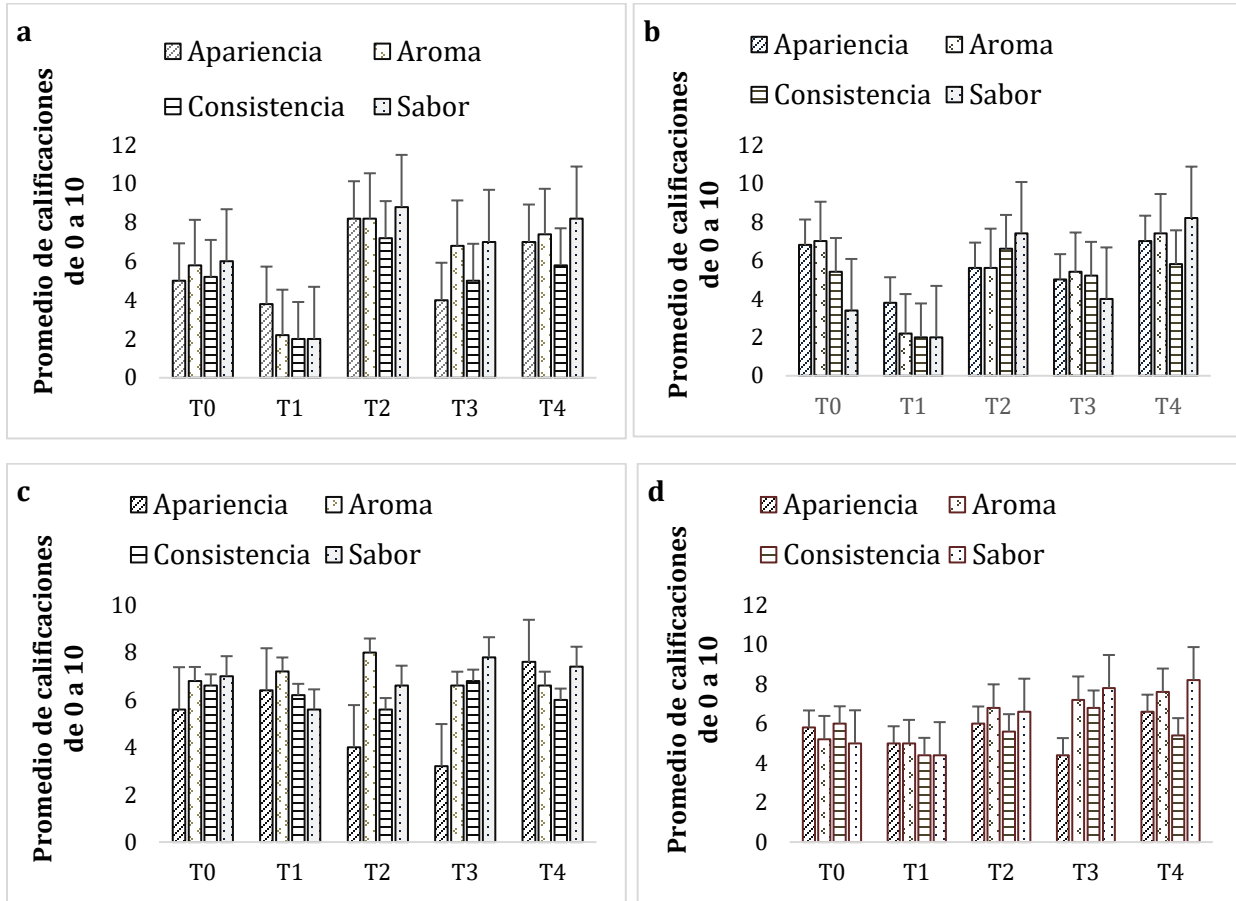 a
Apariencia Aroma
Consistencia Sabor
Promedio de calificaciones
de 0 a 10
12
10
8
6
4
2
0
T0 T1 T2 T3 T4
b
Apariencia Aroma
Consistencia Sabor
Promedio de calificaciones
de 0 a 10
12
10
8
6
4
2
0
T0 T1 T2 T3 T4
c
Apariencia Aroma
Consistencia Sabor
Promedio de calificaciones
de 0 a 10
10
8
6
4
2
0
T0 T1 T2 T3 T4
d
Apariencia Aroma
Consistencia Sabor
Promedio de calificaciones
de 0 a 10
12
10
8
6
4
2
0
T0 T1 T2 T3 T4